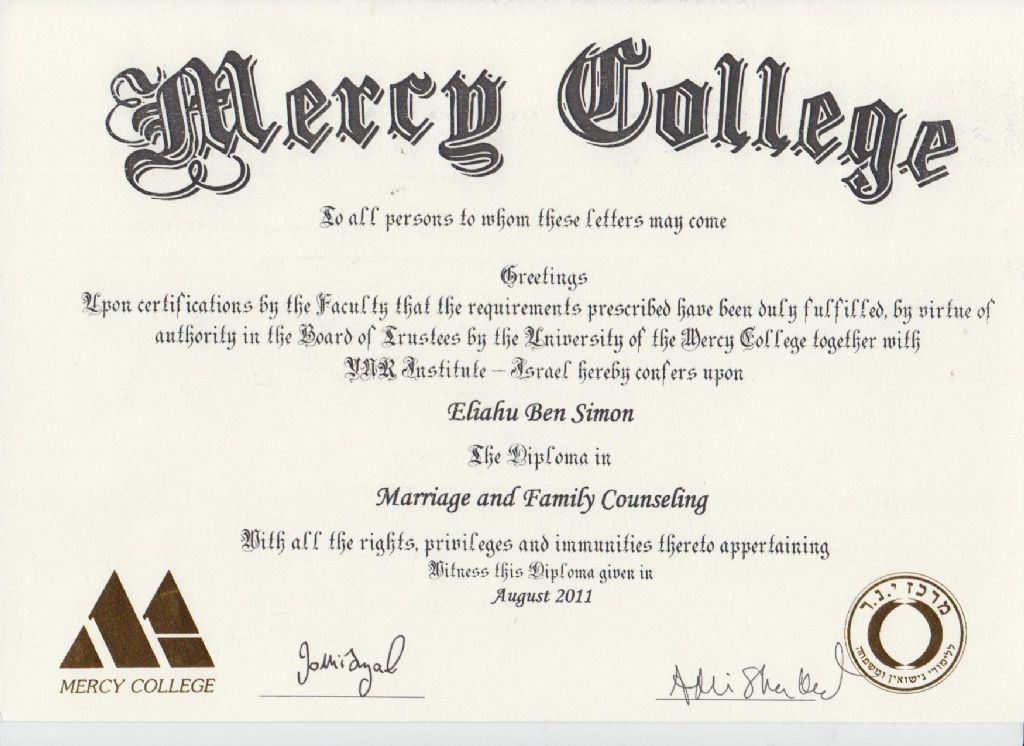 Mercy College
To all persons to whom these letters may come
Greetings
Upon certifications by the Faculty that the requirements prescribed have been duly fulfilled, by virtue of
authority in the Board of Trustees by the University of the Mercy College together with
YNR Institute – Israel hereby confers upon
Eliahu Ben Simon
The Diploma in
Marriage and Family Counseling
With all the rights, privileges and immunities thereto appertaining
Witness this Diploma given in
August 2011
MERCY COLLEGE
מרכז י.נ.ר
ללימודי נישואין ומשפחה